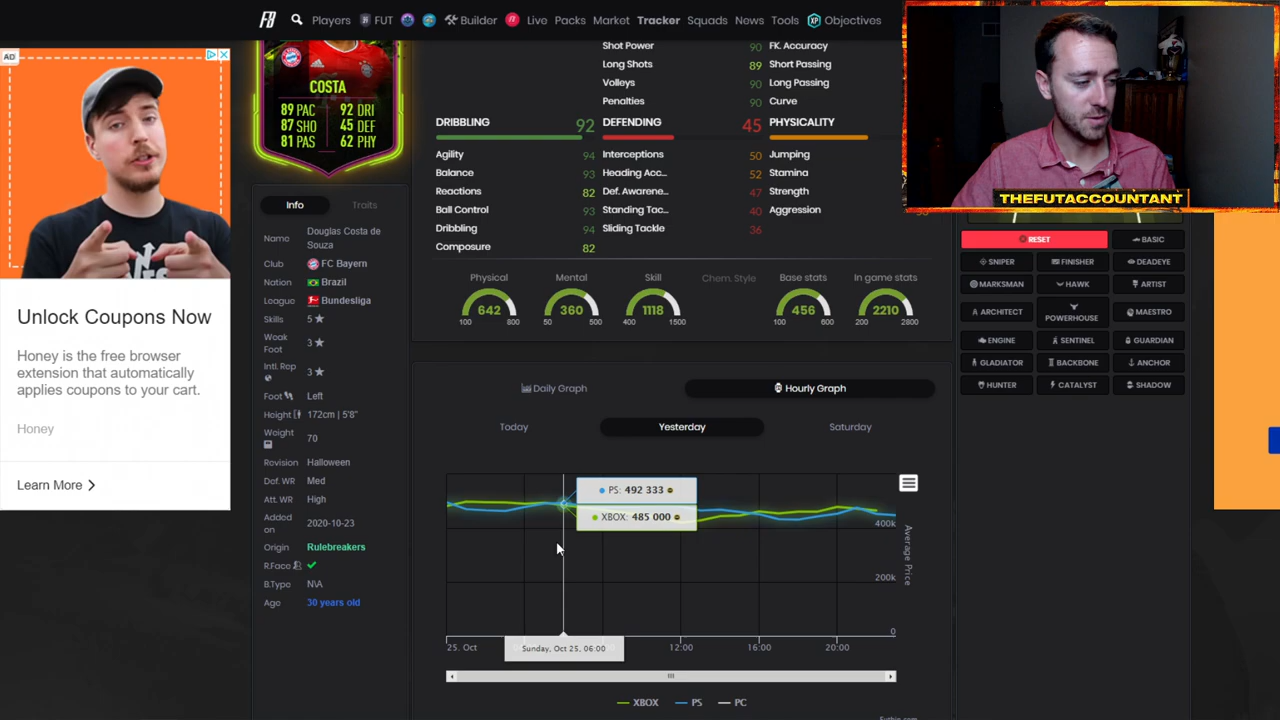 Players FUT Builder Live Packs Market Tracker Squads News Tools XP Objectives
AD
Unlock Coupons Now
Honey is the free browser
extension that automatically
applies coupons to your cart.
Honey
Learn More
COSTA
89 PAC 92 DRI
87 SHO 45 DEF
81 PAS 62 PHY
Info Traits
Name Douglas Costa de Souza
Club FC Bayern
Nation Brazil
League Bundesliga
Skills 5
Weak Foot 3
Intl. Rep 3
Foot Left
Height 172cm | 5'8"
Weight 70
Revision Halloween
Def. WR Med
Att. WR High
Added on 2020-10-23
Origin Rulebreakers
R.Face
B.Type N\A
Age 30 years old
Shot Power 90 FK. Accuracy
Long Shots 89 Short Passing
Volleys 90 Long Passing
Penalties 90 Curve
DRIBBLING 92 DEFENDING 45 PHYSICALITY
Agility 94 Interceptions 50 Jumping
Balance 93 Heading Acc... 52 Stamina
Reactions 82 Def. Awarene... 47 Strength
Ball Control 93 Standing Tac... 40 Aggression
Dribbling 94 Sliding Tackle 36
Composure 82
Physical Mental Skill Chem. Style Base stats In game stats
642 360 1118 456 2210
100 800 50 500 400 1500 100 600 200 2800
Daily Graph Hourly Graph
Today Yesterday Saturday
PS: 492 333
XBOX: 485 000
400k
200k
0
Average Price
25. Oct 12:00 16:00 20:00
Sunday, Oct 25, 06:00
XBOX PS PC
THEFUTACCOUNTANT
RESET BASIC
SNIPER FINISHER DEADEYE
MARKSMAN HAWK ARTIST
ARCHITECT POWERHOUSE MAESTRO
ENGINE SENTINEL GUARDIAN
GLADIATOR BACKBONE ANCHOR
HUNTER CATALYST SHADOW